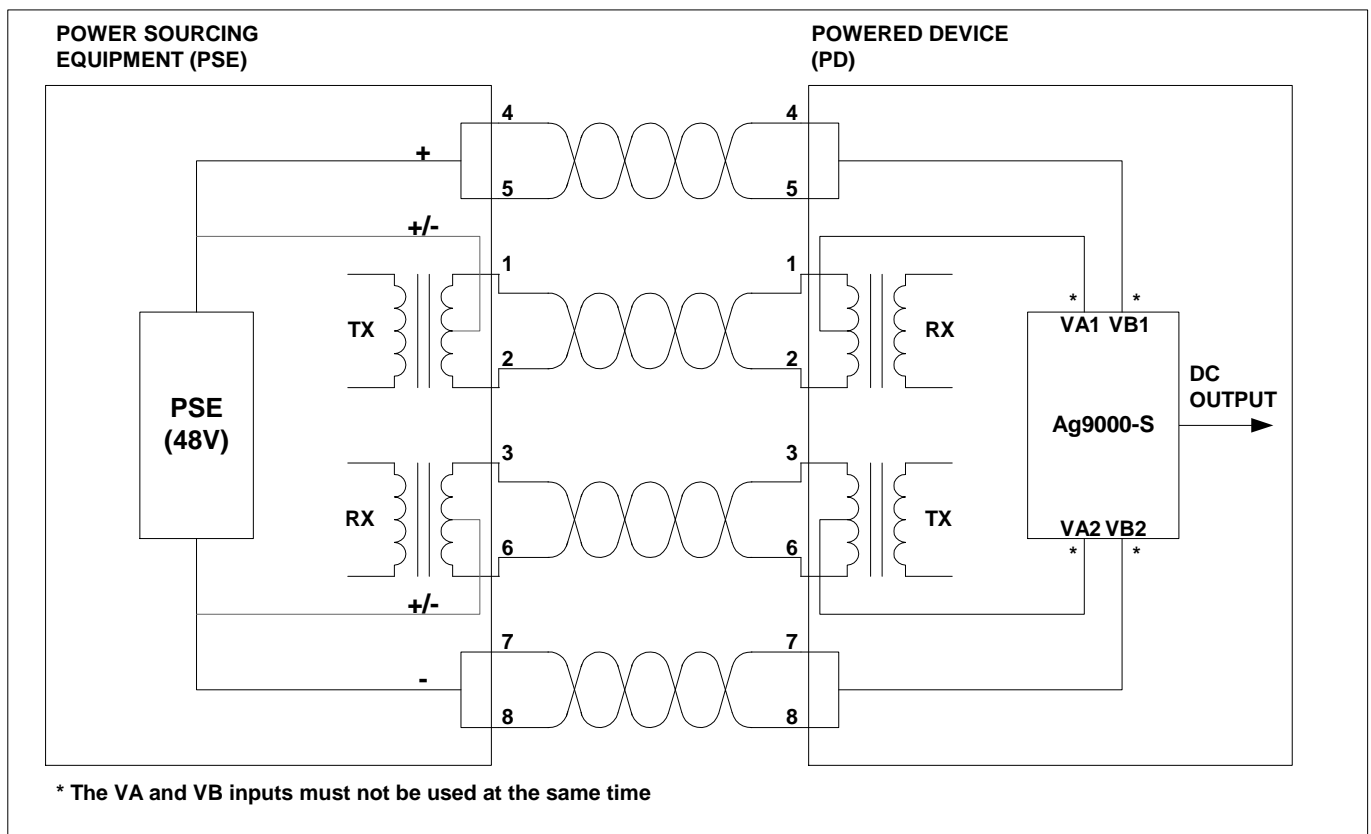 POWER SOURCING
EQUIPMENT (PSE)
POWERED DEVICE
(PD)
4
4
+
5
5
+/-
1
1
* *
VA1 VB1
TX
RX
2
2
DC
OUTPUT
PSE
(48V)
Ag9000-S
3
3
RX
TX
VA2 VB2
6
6
* *
+/-
7
7
-
8
8
* The VA and VB inputs must not be used at the same time